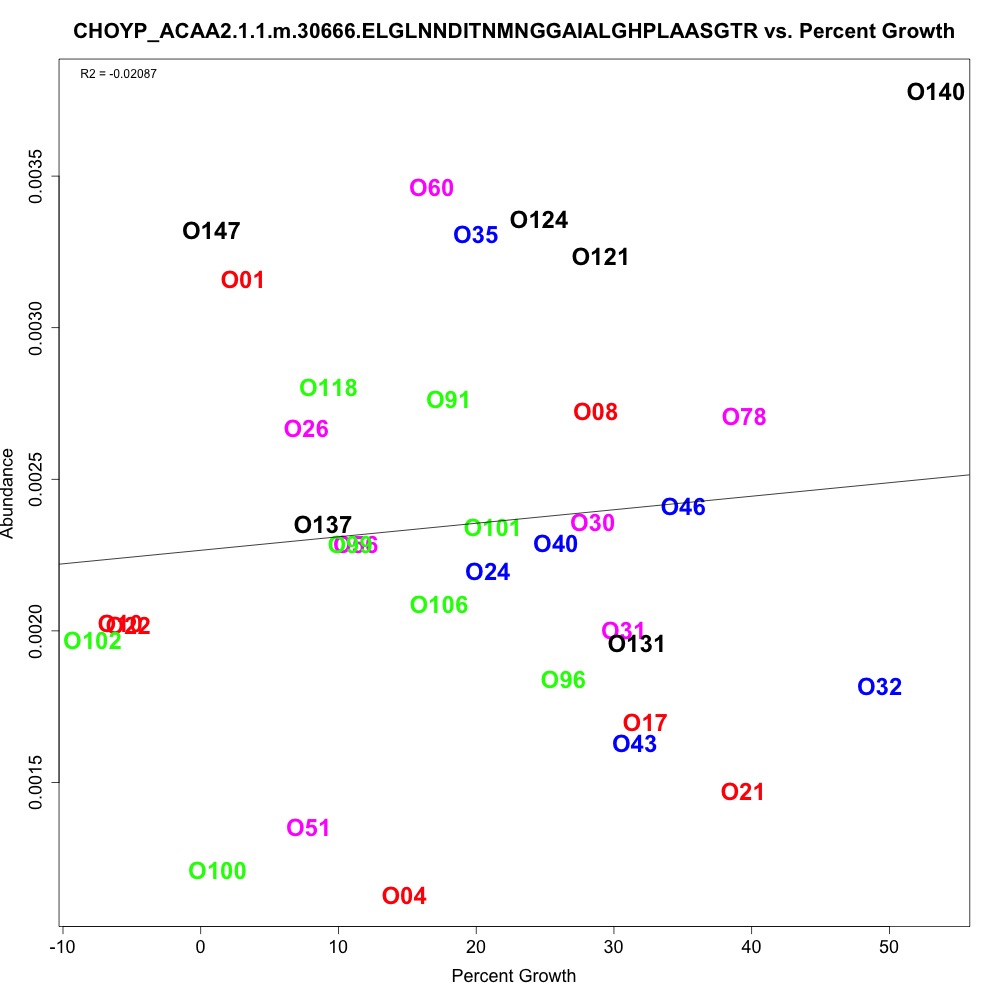 CHOYP_ACAA2.1.1.m.30666.ELGLNNDITNMNGGAIALGHPLAASGTR vs. Percent Growth
R2 = -0.02087
O140
O60
O124
O147
O35
O121
O01
O118
O91
O08
O78
O26
O46
O137
O30
O101
O40
O24
O106
O22
O31
O102
O131
O96
O32
O17
O43
O21
O51
O100
O04
0.0035
0.0030
0.0025
0.0020
0.0015
Abundance
-10 0 10 20 30 40 50
Percent Growth